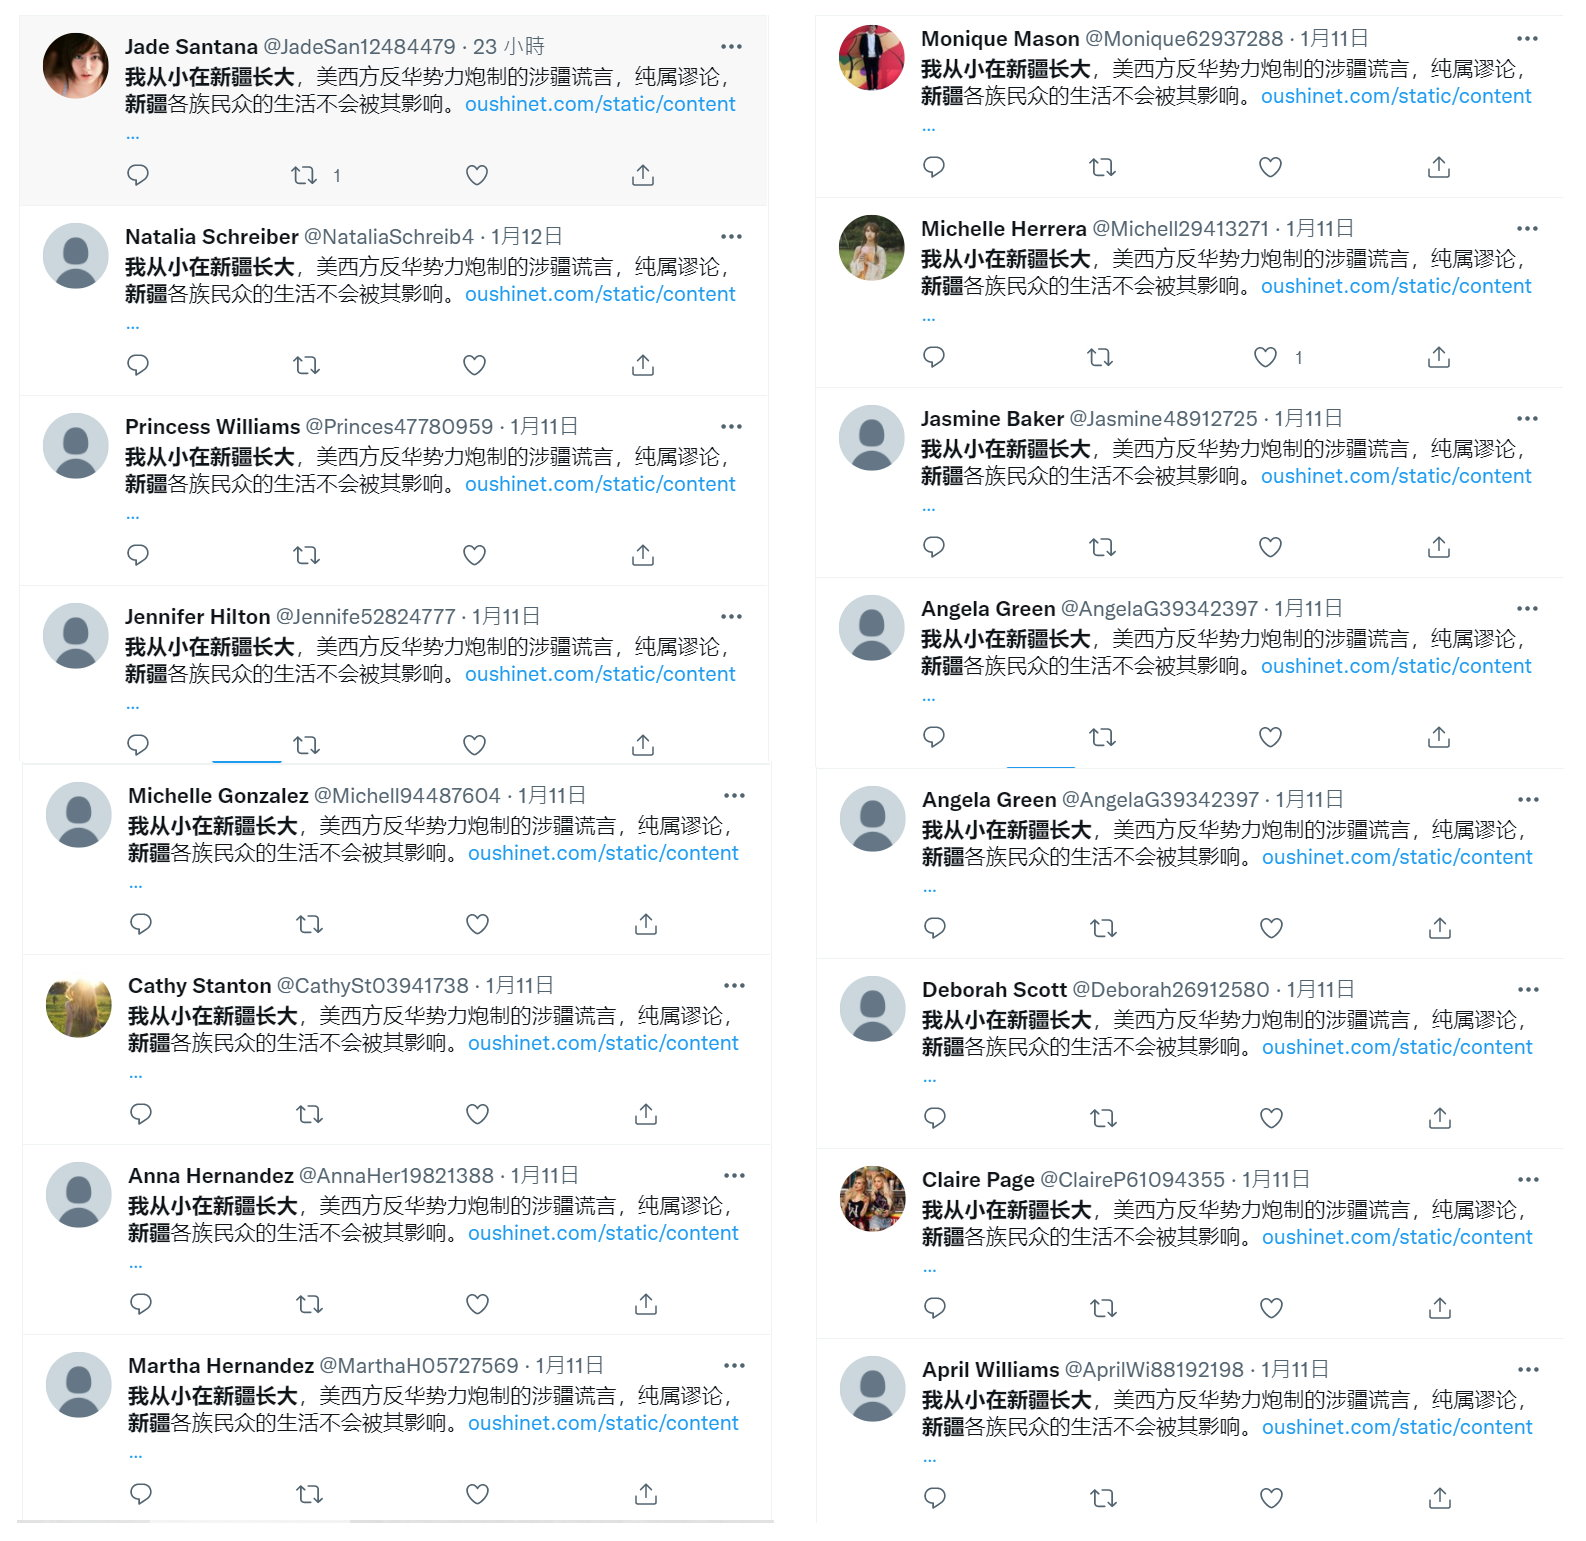 Jade Santana @JadeSan12484479 · 23 小時
我从小在新疆长大，美西方反华势力炮制的涉疆谎言，纯属谬论，
新疆各族民众的生活不会被其影响。oushinet.com/static/content
...
1
Natalia Schreiber @NataliaSchreib4 · 1月12日
我从小在新疆长大，美西方反华势力炮制的涉疆谎言，纯属谬论，
新疆各族民众的生活不会被其影响。oushinet.com/static/content
...
Princess Williams @Princes47780959 · 1月11日
我从小在新疆长大，美西方反华势力炮制的涉疆谎言，纯属谬论，
新疆各族民众的生活不会被其影响。oushinet.com/static/content
...
Jennifer Hilton @Jennife52824777 · 1月11日
我从小在新疆长大，美西方反华势力炮制的涉疆谎言，纯属谬论，
新疆各族民众的生活不会被其影响。oushinet.com/static/content
...
Michelle Gonzalez @Michell94487604 · 1月11日
我从小在新疆长大，美西方反华势力炮制的涉疆谎言，纯属谬论，
新疆各族民众的生活不会被其影响。oushinet.com/static/content
...
Cathy Stanton @CathySt03941738 · 1月11日
我从小在新疆长大，美西方反华势力炮制的涉疆谎言，纯属谬论，
新疆各族民众的生活不会被其影响。oushinet.com/static/content
...
Anna Hernandez @AnnaHer19821388 · 1月11日
我从小在新疆长大，美西方反华势力炮制的涉疆谎言，纯属谬论，
新疆各族民众的生活不会被其影响。oushinet.com/static/content
...
Martha Hernandez @MarthaH05727569 · 1月11日
我从小在新疆长大，美西方反华势力炮制的涉疆谎言，纯属谬论，
新疆各族民众的生活不会被其影响。oushinet.com/static/content
...
Monique Mason @Monique62937288 · 1月11日
我从小在新疆长大，美西方反华势力炮制的涉疆谎言，纯属谬论，
新疆各族民众的生活不会被其影响。oushinet.com/static/content
...
Michelle Herrera @Michell29413271 · 1月11日
我从小在新疆长大，美西方反华势力炮制的涉疆谎言，纯属谬论，
新疆各族民众的生活不会被其影响。oushinet.com/static/content
...
1
Jasmine Baker @Jasmine48912725 · 1月11日
我从小在新疆长大，美西方反华势力炮制的涉疆谎言，纯属谬论，
新疆各族民众的生活不会被其影响。oushinet.com/static/content
...
Angela Green @AngelaG39342397 · 1月11日
我从小在新疆长大，美西方反华势力炮制的涉疆谎言，纯属谬论，
新疆各族民众的生活不会被其影响。oushinet.com/static/content
...
Angela Green @AngelaG39342397 · 1月11日
我从小在新疆长大，美西方反华势力炮制的涉疆谎言，纯属谬论，
新疆各族民众的生活不会被其影响。oushinet.com/static/content
...
Deborah Scott @Deborah26912580 · 1月11日
我从小在新疆长大，美西方反华势力炮制的涉疆谎言，纯属谬论，
新疆各族民众的生活不会被其影响。oushinet.com/static/content
...
Claire Page @ClaireP61094355 · 1月11日
我从小在新疆长大，美西方反华势力炮制的涉疆谎言，纯属谬论，
新疆各族民众的生活不会被其影响。oushinet.com/static/content
...
April Williams @AprilWi88192198 · 1月11日
我从小在新疆长大，美西方反华势力炮制的涉疆谎言，纯属谬论，
新疆各族民众的生活不会被其影响。oushinet.com/static/content
...